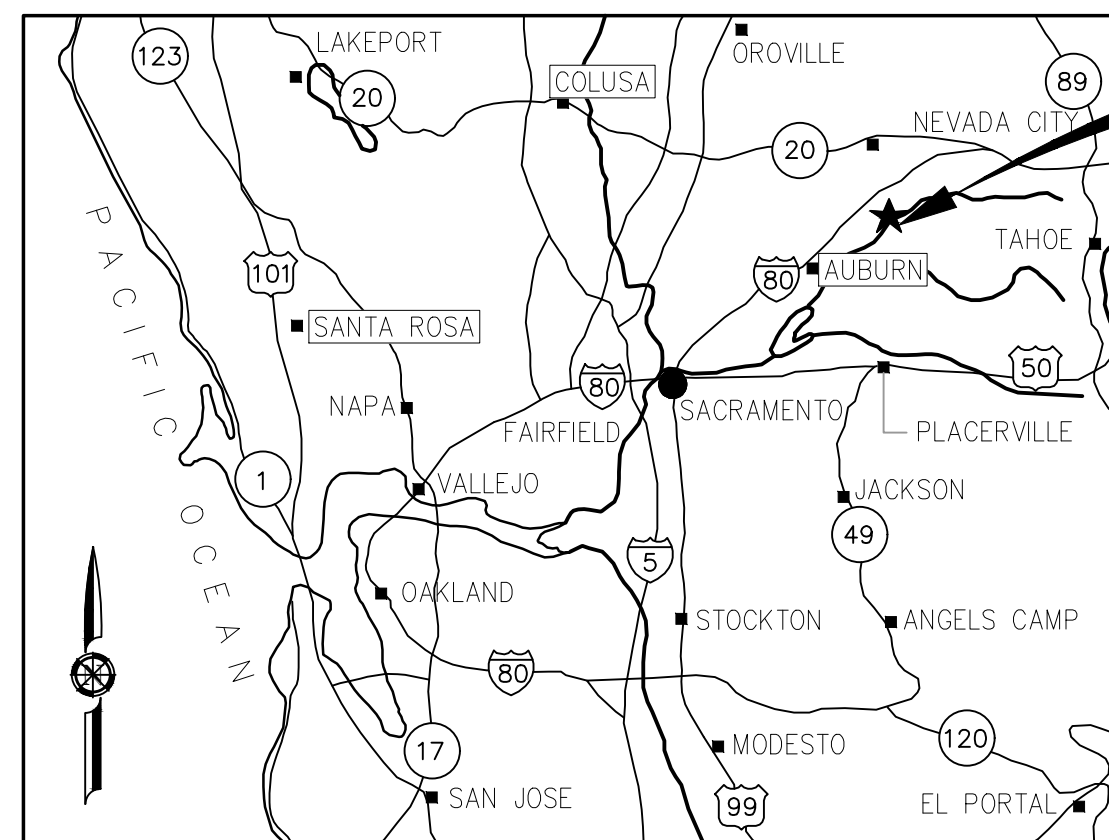 LAKEPORT
OROVILLE
123
COLUSA
89
20
NEVADA CITY
20
PACIFIC OCEAN
TAHOE
101
80
AUBURN
SANTA ROSA
50
80
NAPA
SACRAMENTO
FAIRFIELD
PLACERVILLE
1
VALLEJO
JACKSON
49
5
OAKLAND
STOCKTON
ANGELS CAMP
80
17
MODESTO
120
SAN JOSE
99
EL PORTAL